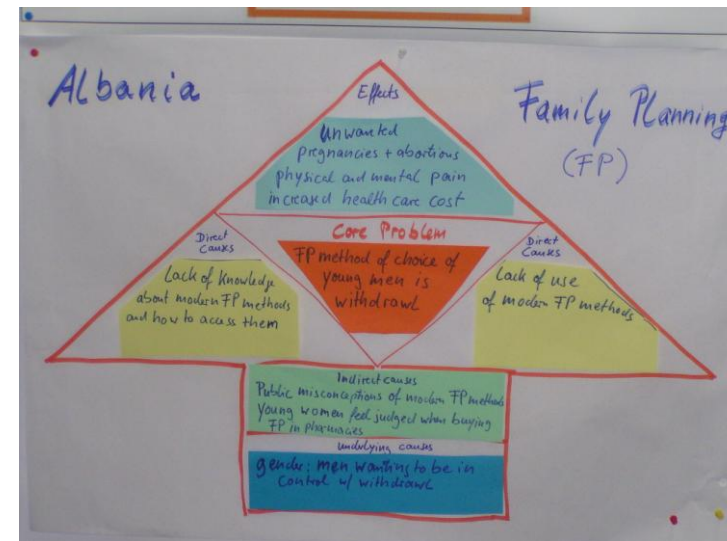 Albania
Family Planning
(FP)
Effects
Unwanted
pregnancies + abortions
physical and mental pain
increased health care cost
Core Problem
FP method of choice of
young men is
withdrawl
Direct
Causes
Lack of Knowledge
about modern FP methods
and how to access them
Direct
Causes
Lack of use
of modern FP methods
Indirect causes
Public misconceptions of modern FP methods
Young women feel judged when buying
FP in pharmacies
underlying causes
gender: men wanting to be in
control w/ withdrawl